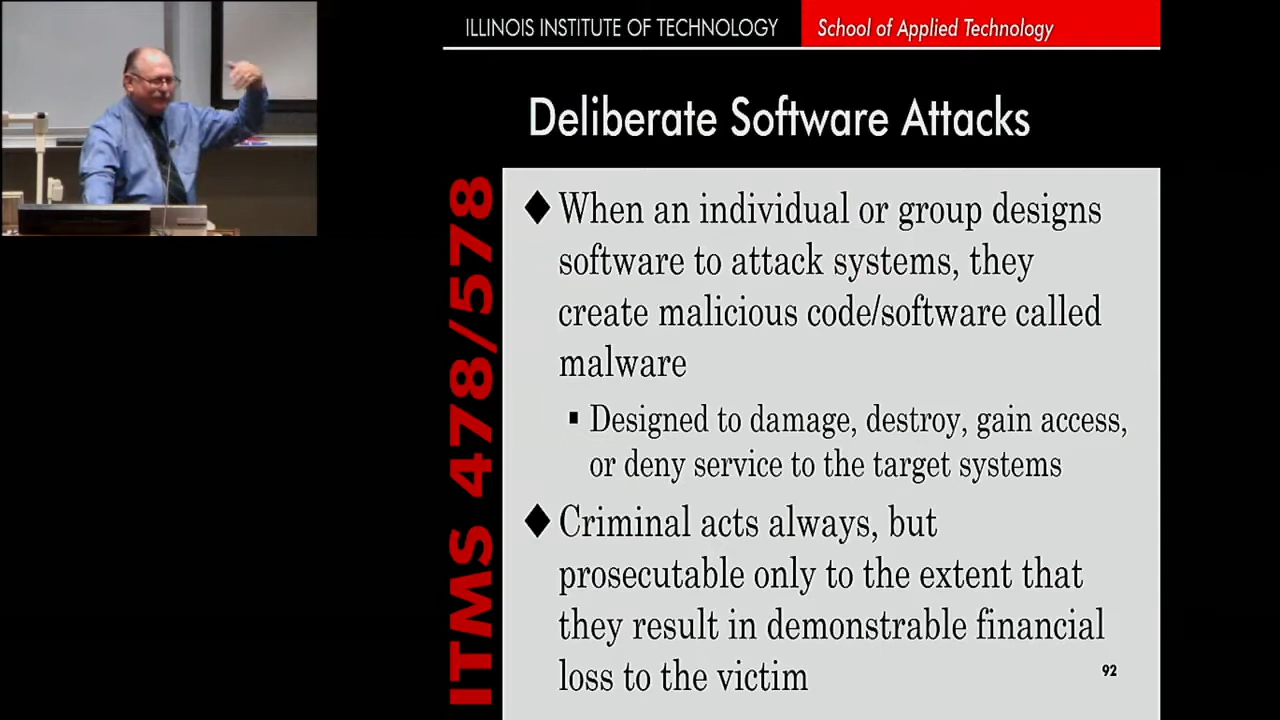 ILLINOIS INSTITUTE OF TECHNOLOGY School of Applied Technology
Deliberate Software Attacks
ITMS 478/578
◆ When an individual or group designs
software to attack systems, they
create malicious code/software called
malware
▪ Designed to damage, destroy, gain access,
or deny service to the target systems
◆ Criminal acts always, but
prosecutable only to the extent that
they result in demonstrable financial
loss to the victim
92